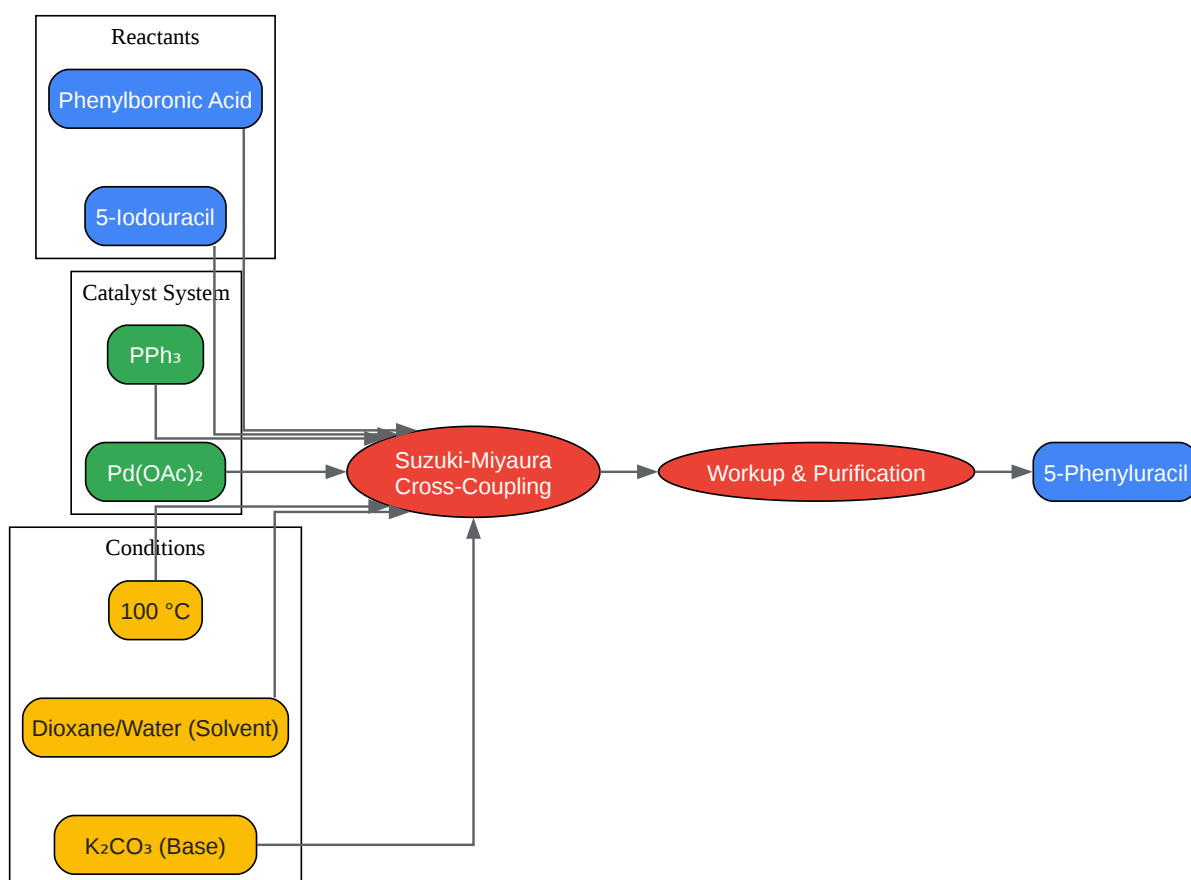 Reactants
Phenylboronic Acid
5-Iodouracil
Catalyst System
PPh₃
Pd(OAc)₂
Conditions
100 °C
Dioxane/Water (Solvent)
K₂CO₃ (Base)
Suzuki-Miyaura
Cross-Coupling
Workup & Purification
5-Phenyluracil